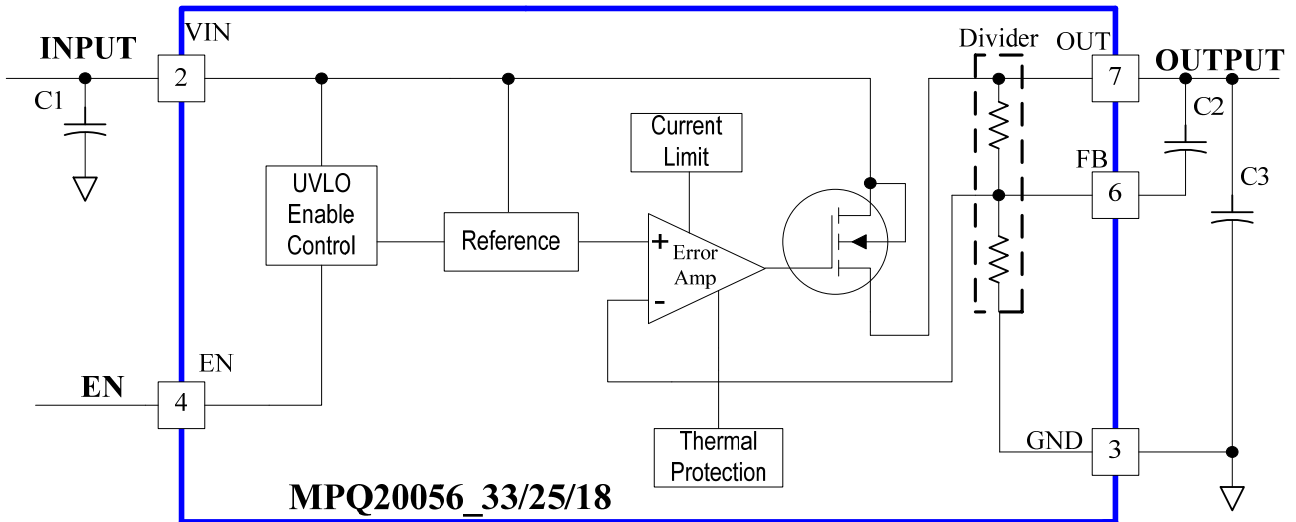 VIN
INPUT
2
C1
Divider
OUT
7
OUTPUT
C2
Current
Limit
FB
6
C3
UVLO
Enable
Control
Reference
+
Error
Amp
-
EN
EN
4
Thermal
Protection
GND
3
MPQ20056_33/25/18